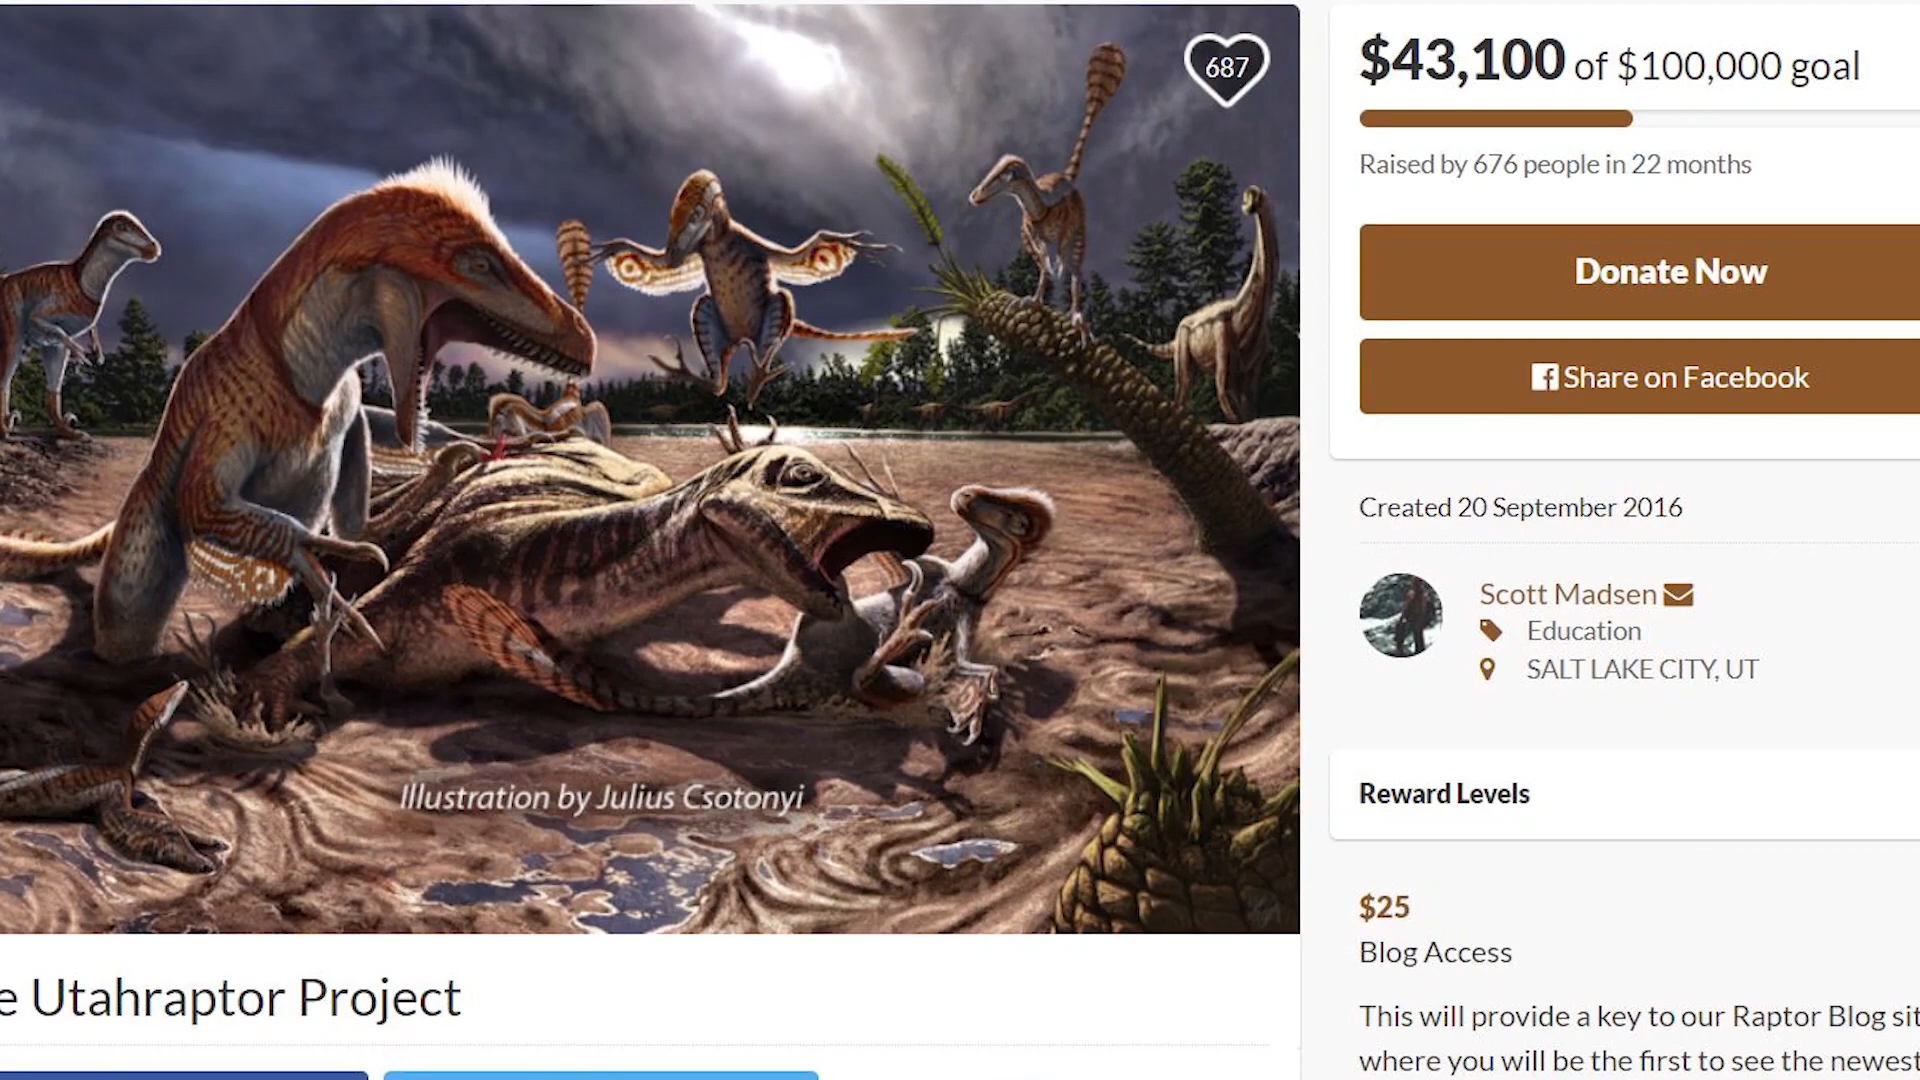 687
Illustration by Julius Csotonyi
e Utahraptor Project
$43,100 of $100,000 goal
Raised by 676 people in 22 months
Donate Now
Share on Facebook
Created 20 September 2016
Scott Madsen
Education
SALT LAKE CITY, UT
Reward Levels
$25
Blog Access
This will provide a key to our Raptor Blog sit
where you will be the first to see the newest